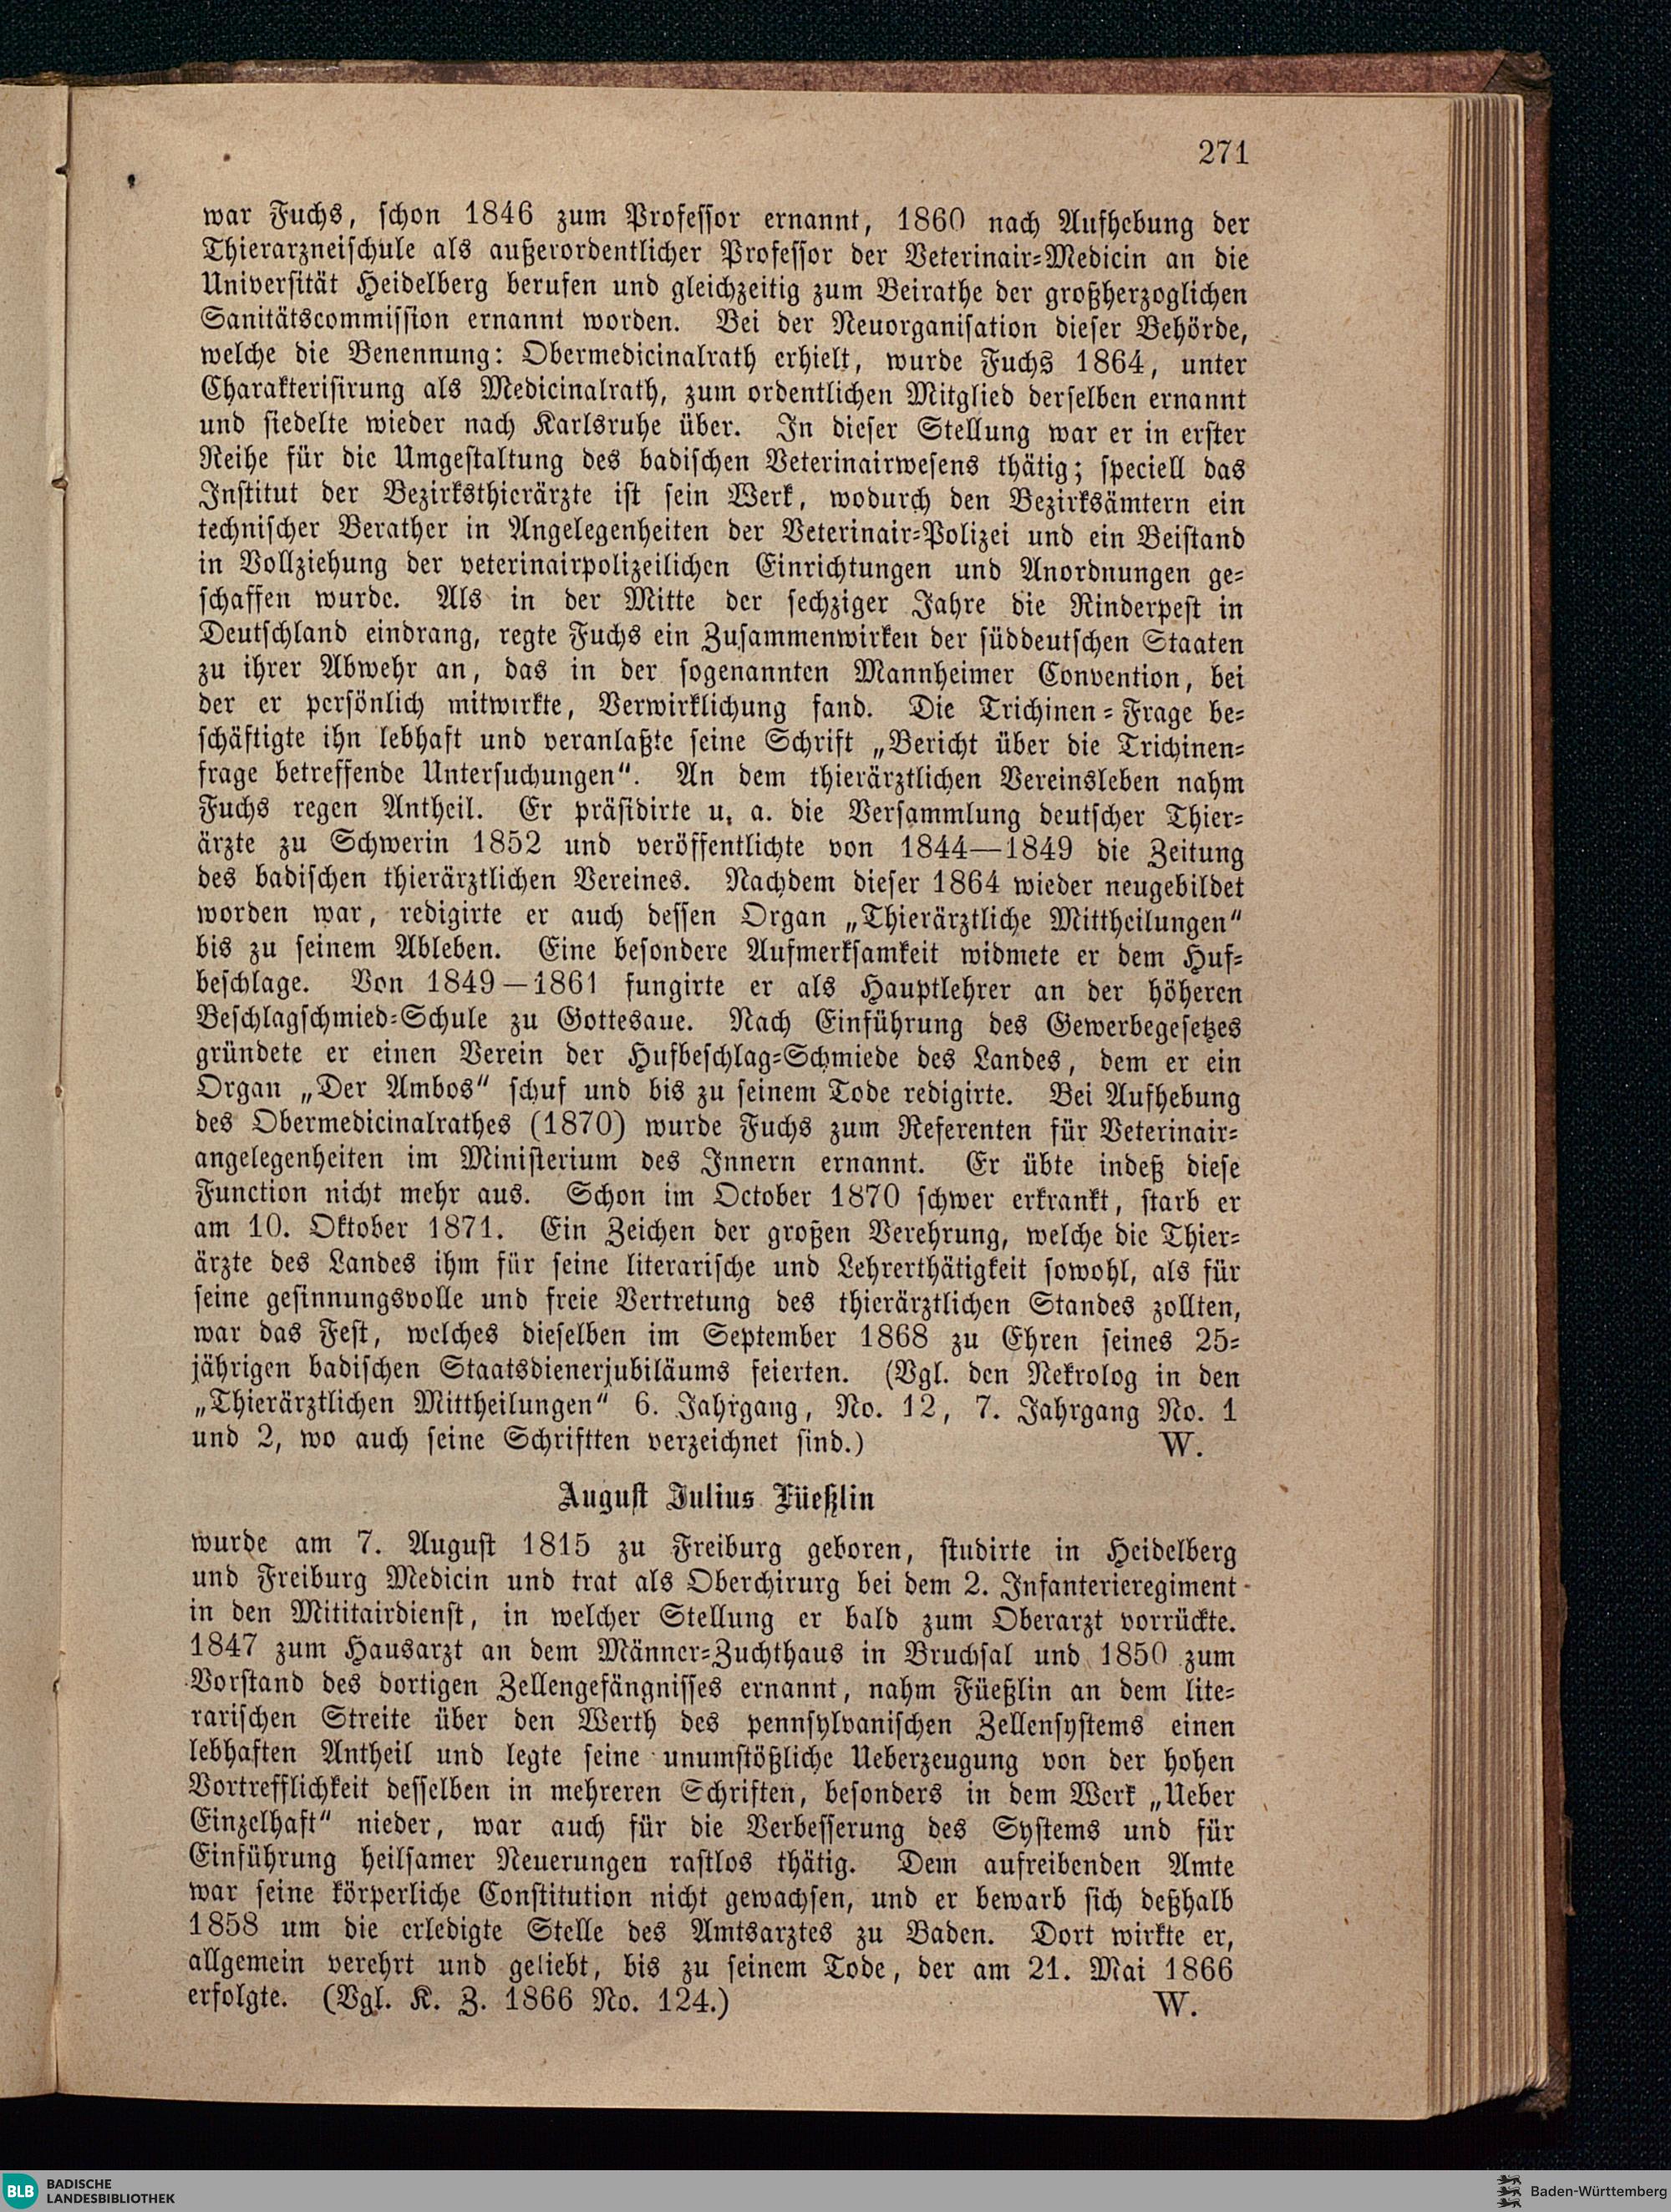 271
war Fuchs, schon 1846 zum Professor ernannt, 1860 nach Aufhebung der
Thierarzneischule als außerordentlicher Professor der Veterinair-Medicin an die
Universität Heidelberg berufen und gleichzeitig zum Beirathe der großherzoglichen
Sanitätscommission ernannt worden. Bei der Neuorganisation dieser Behörde,
welche die Benennung: Obermedicinalrath erhielt, wurde Fuchs 1864, unter
Charakterisirung als Medicinalrath, zum ordentlichen Mitglied derselben ernannt
und siedelte wieder nach Karlsruhe über. In dieser Stellung war er in erster
Reihe für die Umgestaltung des badischen Veterinairwesens thätig; speciell das
Institut der Bezirksthierärzte ist sein Werk, wodurch den Bezirksämtern ein
technischer Berather in Angelegenheiten der Veterinair-Polizei und ein Beistand
in Vollziehung der veterinairpolizeilichen Einrichtungen und Anordnungen ge-
schaffen wurde. Als in der Mitte der sechziger Jahre die Rinderpest in
Deutschland eindrang, regte Fuchs ein Zusammenwirken der süddeutschen Staaten
zu ihrer Abwehr an, das in der sogenannten Mannheimer Convention, bei
der er persönlich mitwirkte, Verwirklichung fand. Die Trichinen-Frage be-
schäftigte ihn lebhaft und veranlaßte seine Schrift „Bericht über die Trichinen-
frage betreffende Untersuchungen“. An dem thierärztlichen Vereinsleben nahm
Fuchs regen Antheil. Er präsidirte u. a. die Versammlung deutscher Thier-
ärzte zu Schwerin 1852 und veröffentlichte von 1844—1849 die Zeitung
des badischen thierärztlichen Vereines. Nachdem dieser 1864 wieder neugebildet
worden war, redigirte er auch dessen Organ „Thierärztliche Mittheilungen“
bis zu seinem Ableben. Eine besondere Aufmerksamkeit widmete er dem Huf-
beschlage. Von 1849—1861 fungirte er als Hauptlehrer an der höheren
Beschlagschmied-Schule zu Gottesaue. Nach Einführung des Gewerbegesetzes
gründete er einen Verein der Hufbeschlag-Schmiede des Landes, dem er ein
Organ „Der Ambos“ schuf und bis zu seinem Tode redigirte. Bei Aufhebung
des Obermedicinalrathes (1870) wurde Fuchs zum Referenten für Veterinair-
angelegenheiten im Ministerium des Innern ernannt. Er übte indeß diese
Function nicht mehr aus. Schon im October 1870 schwer erkrankt, starb er
am 10. Oktober 1871. Ein Zeichen der großen Verehrung, welche die Thier-
ärzte des Landes ihm für seine literarische und Lehrerthätigkeit sowohl, als für
seine gesinnungsvolle und freie Vertretung des thierärztlichen Standes zollten,
war das Fest, welches dieselben im September 1868 zu Ehren seines 25-
jährigen badischen Staatsdienerjubiläums feierten. (Vgl. den Nekrolog in den
„Thierärztlichen Mittheilungen“ 6. Jahrgang, No. 12, 7. Jahrgang No. 1
und 2, wo auch seine Schriftten verzeichnet sind.) W.
August Julius Füeßlin
wurde am 7. August 1815 zu Freiburg geboren, studirte in Heidelberg
und Freiburg Medicin und trat als Oberchirurg bei dem 2. Infanterieregiment
in den Mititairdienst, in welcher Stellung er bald zum Oberarzt vorrückte.
1847 zum Hausarzt an dem Männer-Zuchthaus in Bruchsal und 1850 zum
Vorstand des dortigen Zellengefängnisses ernannt, nahm Füeßlin an dem lite-
rarischen Streite über den Werth des pennsylvanischen Zellensystems einen
lebhaften Antheil und legte seine unumstößliche Ueberzeugung von der hohen
Vortrefflichkeit desselben in mehreren Schriften, besonders in dem Werk „Ueber
Einzelhaft“ nieder, war auch für die Verbesserung des Systems und für
Einführung heilsamer Neuerungen rastlos thätig. Dem aufreibenden Amte
war seine körperliche Constitution nicht gewachsen, und er bewarb sich deßhalb
1858 um die erledigte Stelle des Amtsarztes zu Baden. Dort wirkte er,
allgemein verehrt und geliebt, bis zu seinem Tode, der am 21. Mai 1866
erfolgte. (Vgl. K. Z. 1866 No. 124.) W.
BLB BADISCHE
LANDESBIBLIOTHEK
Baden-Württemberg